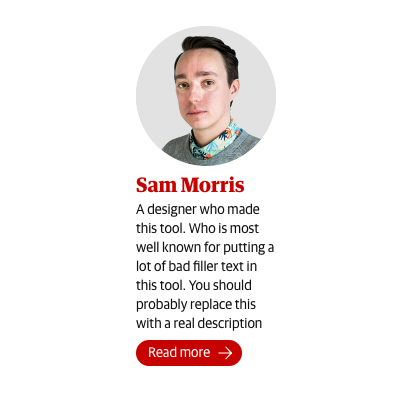 Sam Morris
A designer who made
this tool. Who is most
well known for putting a
lot of bad filler text in
this tool. You should
probably replace this
with a real description
Read more